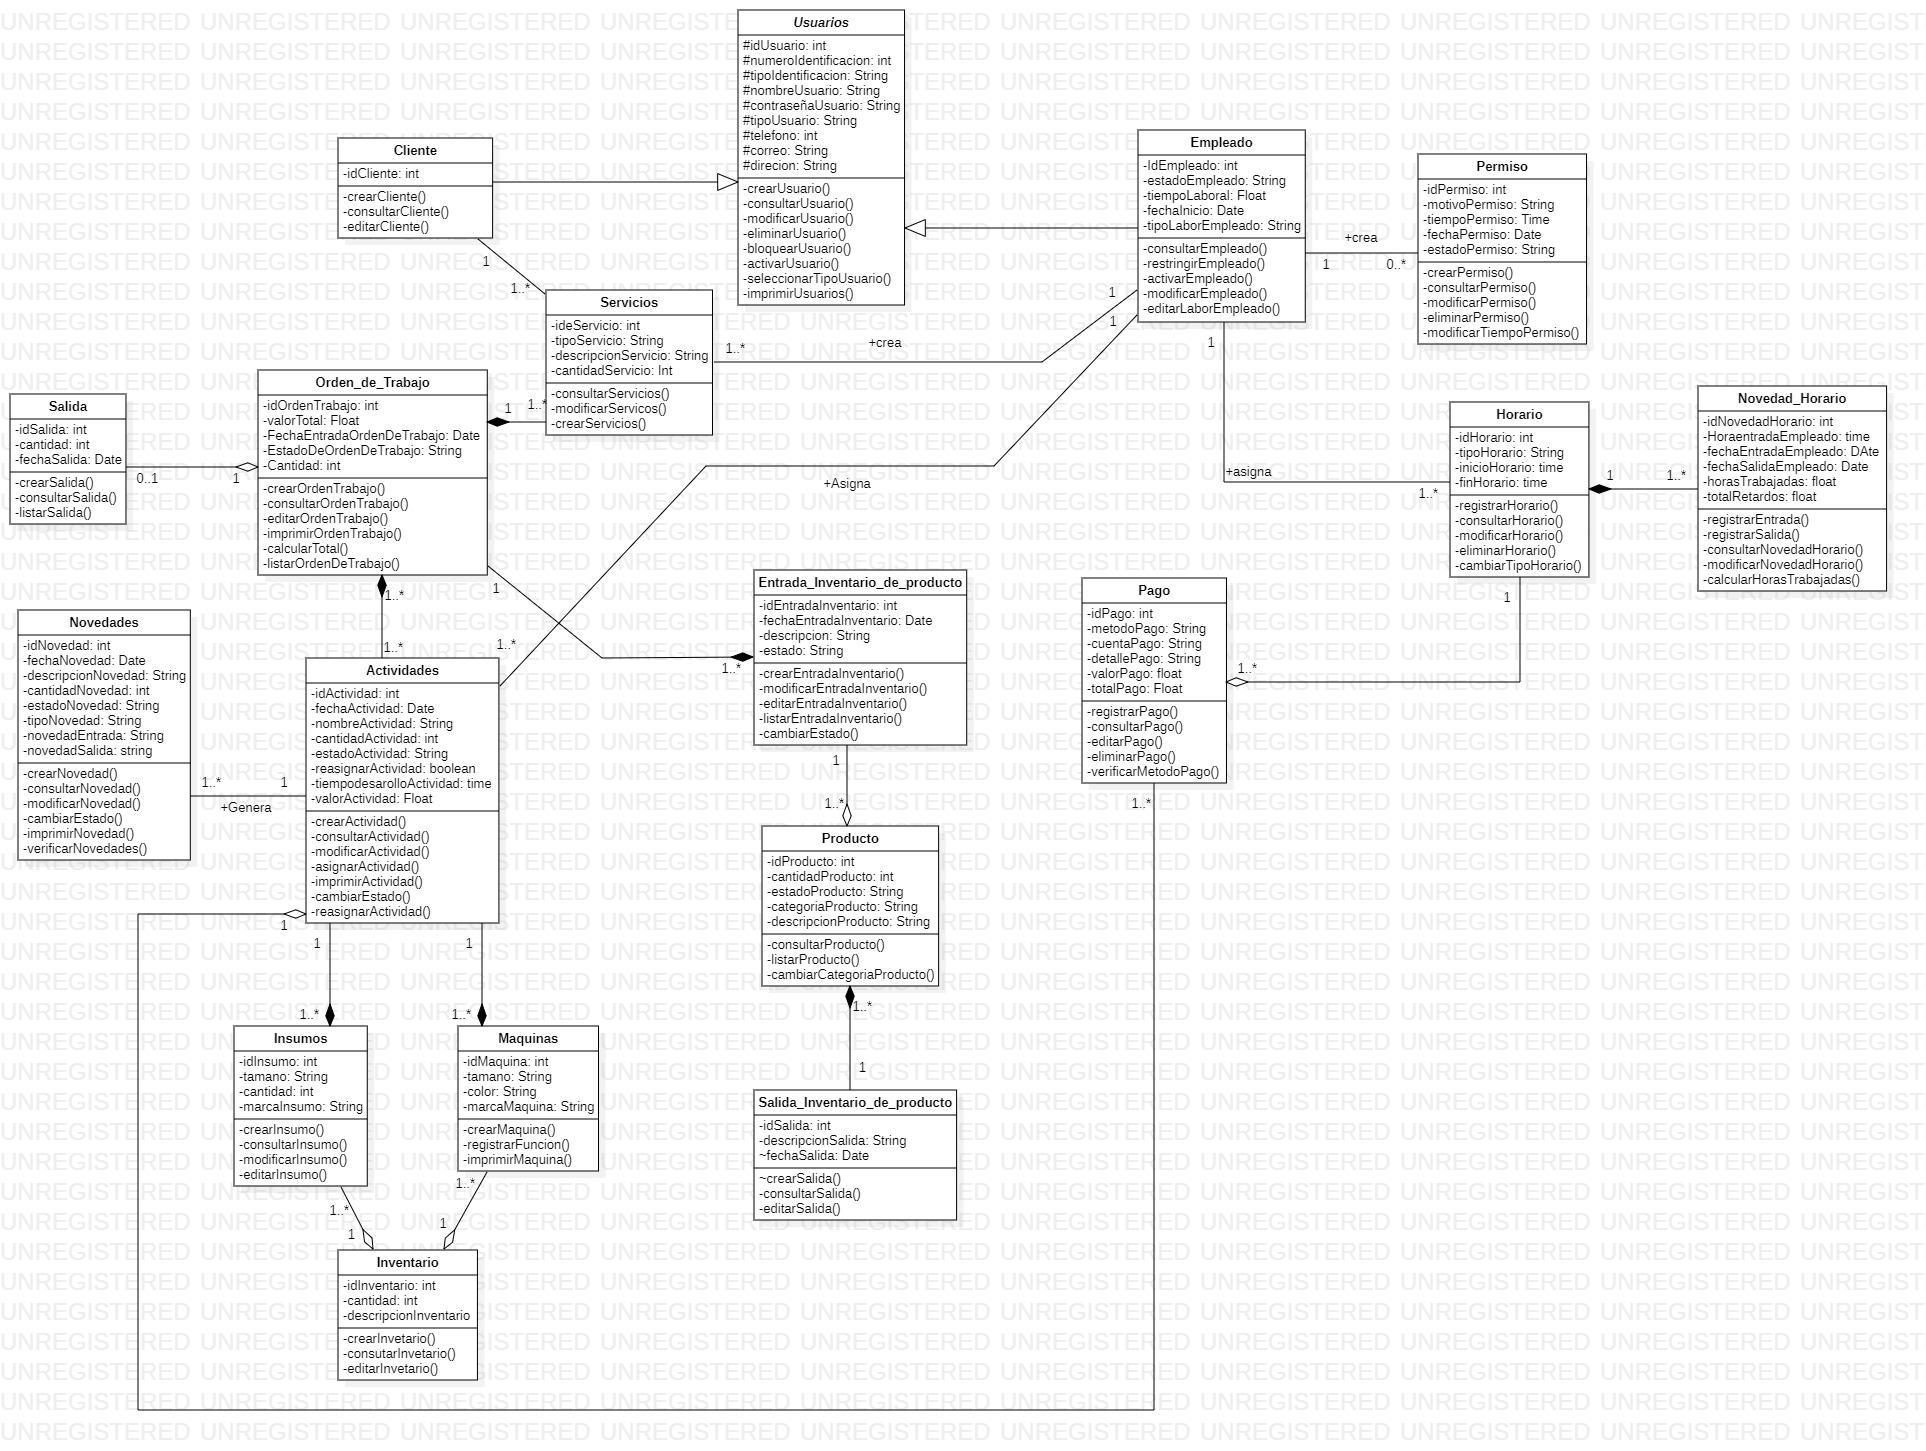 Usuarios
#idUsuario: int
#numeroIdentificacion: int
#tipoIdentificacion: String
#nombreUsuario: String
#contraseñaUsuario: String
#tipoUsuario: String
#telefono: int
#correo: String
#direcion: String
-crearUsuario()
-consultarUsuario()
-modificarUsuario()
-eliminarUsuario()
-bloquearUsuario()
-activarUsuario()
-seleccionarTipoUsuario()
-imprimirUsuarios()
Cliente
-idCliente: int
-crearCliente()
-consultarCliente()
-editarCliente()
1
1..*
Empleado
-IdEmpleado: int
-estadoEmpleado: String
-tiempoLaboral: Float
-fechaInicio: Date
-tipoLaborEmpleado: String
-consultarEmpleado()
-restringirEmpleado()
-activarEmpleado()
-modificarEmpleado()
-editarLaborEmpleado()
+crea
1
0..*
Permiso
-idPermiso: int
-motivoPermiso: String
-tiempoPermiso: Time
-fechaPermiso: Date
-estadoPermiso: String
-crearPermiso()
-consultarPermiso()
-modificarPermiso()
-eliminarPermiso()
-modificarTiempoPermiso()
Servicios
-ideServicio: int
-tipoServicio: String
-descripcionServicio: String
-cantidadServicio: Int
-consultarServicios()
-modificarServicos()
-crearServicios()
1..*
+crea
1
1
1
Orden_de_Trabajo
-idOrdenTrabajo: int
-valorTotal: Float
-FechaEntradaOrdenDeTrabajo: Date
-EstadoDeOrdenDeTrabajo: String
-Cantidad: int
-crearOrdenTrabajo()
-consultarOrdenTrabajo()
-editarOrdenTrabajo()
-imprimirOrdenTrabajo()
-calcularTotal()
-listarOrdenDeTrabajo()
1
1..*
Salida
-idSalida: int
-cantidad: int
-fechaSalida: Date
-crearSalida()
-consultarSalida()
-listarSalida()
0..1
1
+Asigna
+asigna
1..*
Horario
-idHorario: int
-tipoHorario: String
-inicioHorario: time
-finHorario: time
-registrarHorario()
-consultarHorario()
-modificarHorario()
-eliminarHorario()
-cambiarTipoHorario()
1
1..*
Novedad_Horario
-idNovedadHorario: int
-HoraentradaEmpleado: time
-fechaEntradaEmpleado: DAte
-fechaSalidaEmpleado: Date
-horasTrabajadas: float
-totalRetardos: float
-registrarEntrada()
-registrarSalida()
-consultarNovedadHorario()
-modificarNovedadHorario()
-calcularHorasTrabajadas()
1..*
1..*
1
1..*
1..*
Entrada_Inventario_de_producto
-idEntradaInventario: int
-fechaEntradaInventario: Date
-descripcion: String
-estado: String
-crearEntradaInventario()
-modificarEntradaInventario()
-editarEntradaInventario()
-listarEntradaInventario()
-cambiarEstado()
Pago
-idPago: int
-metodoPago: String
-cuentaPago: String
-detallePago: String
-valorPago: float
-totalPago: Float
-registrarPago()
-consultarPago()
-editarPago()
-eliminarPago()
-verificarMetodoPago()
1
1..*
1..*
Novedades
-idNovedad: int
-fechaNovedad: Date
-descripcionNovedad: String
-cantidadNovedad: int
-estadoNovedad: String
-tipoNovedad: String
-novedadEntrada: String
-novedadSalida: string
-crearNovedad()
-consultarNovedad()
-modificarNovedad()
-cambiarEstado()
-imprimirNovedad()
-verificarNovedades()
1..*
1
+Genera
Actividades
-idActividad: int
-fechaActividad: Date
-nombreActividad: String
-cantidadActividad: int
-estadoActividad: String
-reasignarActividad: boolean
-tiempodesarolloActividad: time
-valorActividad: Float
-crearActividad()
-consultarActividad()
-modificarActividad()
-asignarActividad()
-imprimirActividad()
-cambiarEstado()
-reasignarActividad()
1
1
1
1
1..*
Producto
-idProducto: int
-cantidadProducto: int
-estadoProducto: String
-categoriaProducto: String
-descripcionProducto: String
-consultarProducto()
-listarProducto()
-cambiarCategoriaProducto()
1..*
1
1..*
1..*
Insumos
-idInsumo: int
-tamano: String
-cantidad: int
-marcaInsumo: String
-crearInsumo()
-consultarInsumo()
-modificarInsumo()
-editarInsumo()
Maquinas
-idMaquina: int
-tamano: String
-color: String
-marcaMaquina: String
-crearMaquina()
-registrarFuncion()
-imprimirMaquina()
Salida_Inventario_de_producto
-idSalida: int
-descripcionSalida: String
~fechaSalida: Date
~crearSalida()
-consultarSalida()
-editarSalida()
1..*
1..*
1
1
Inventario
-idInventario: int
-cantidad: int
-descripcionInventario
-crearInvetario()
-consutarInvetario()
-editarInvetario()
UNREGISTERED